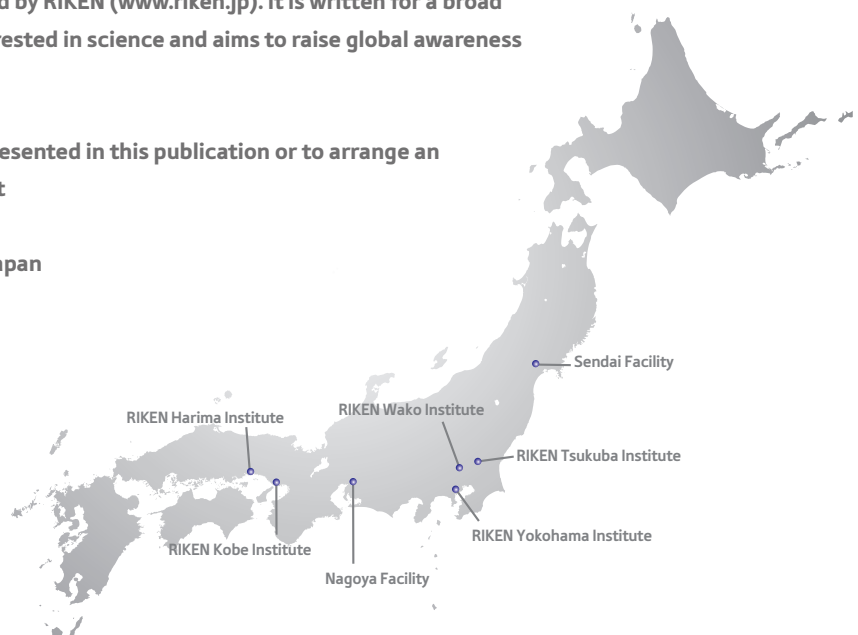 d by RIKEN (www.riken.jp). It is written for a broad
rested in science and aims to raise global awareness
esented in this publication or to arrange an
t
apan
Sendai Facility
RIKEN Harima Institute
RIKEN Wako Institute
RIKEN Tsukuba Institute
RIKEN Yokohama Institute
RIKEN Kobe Institute
Nagoya Facility